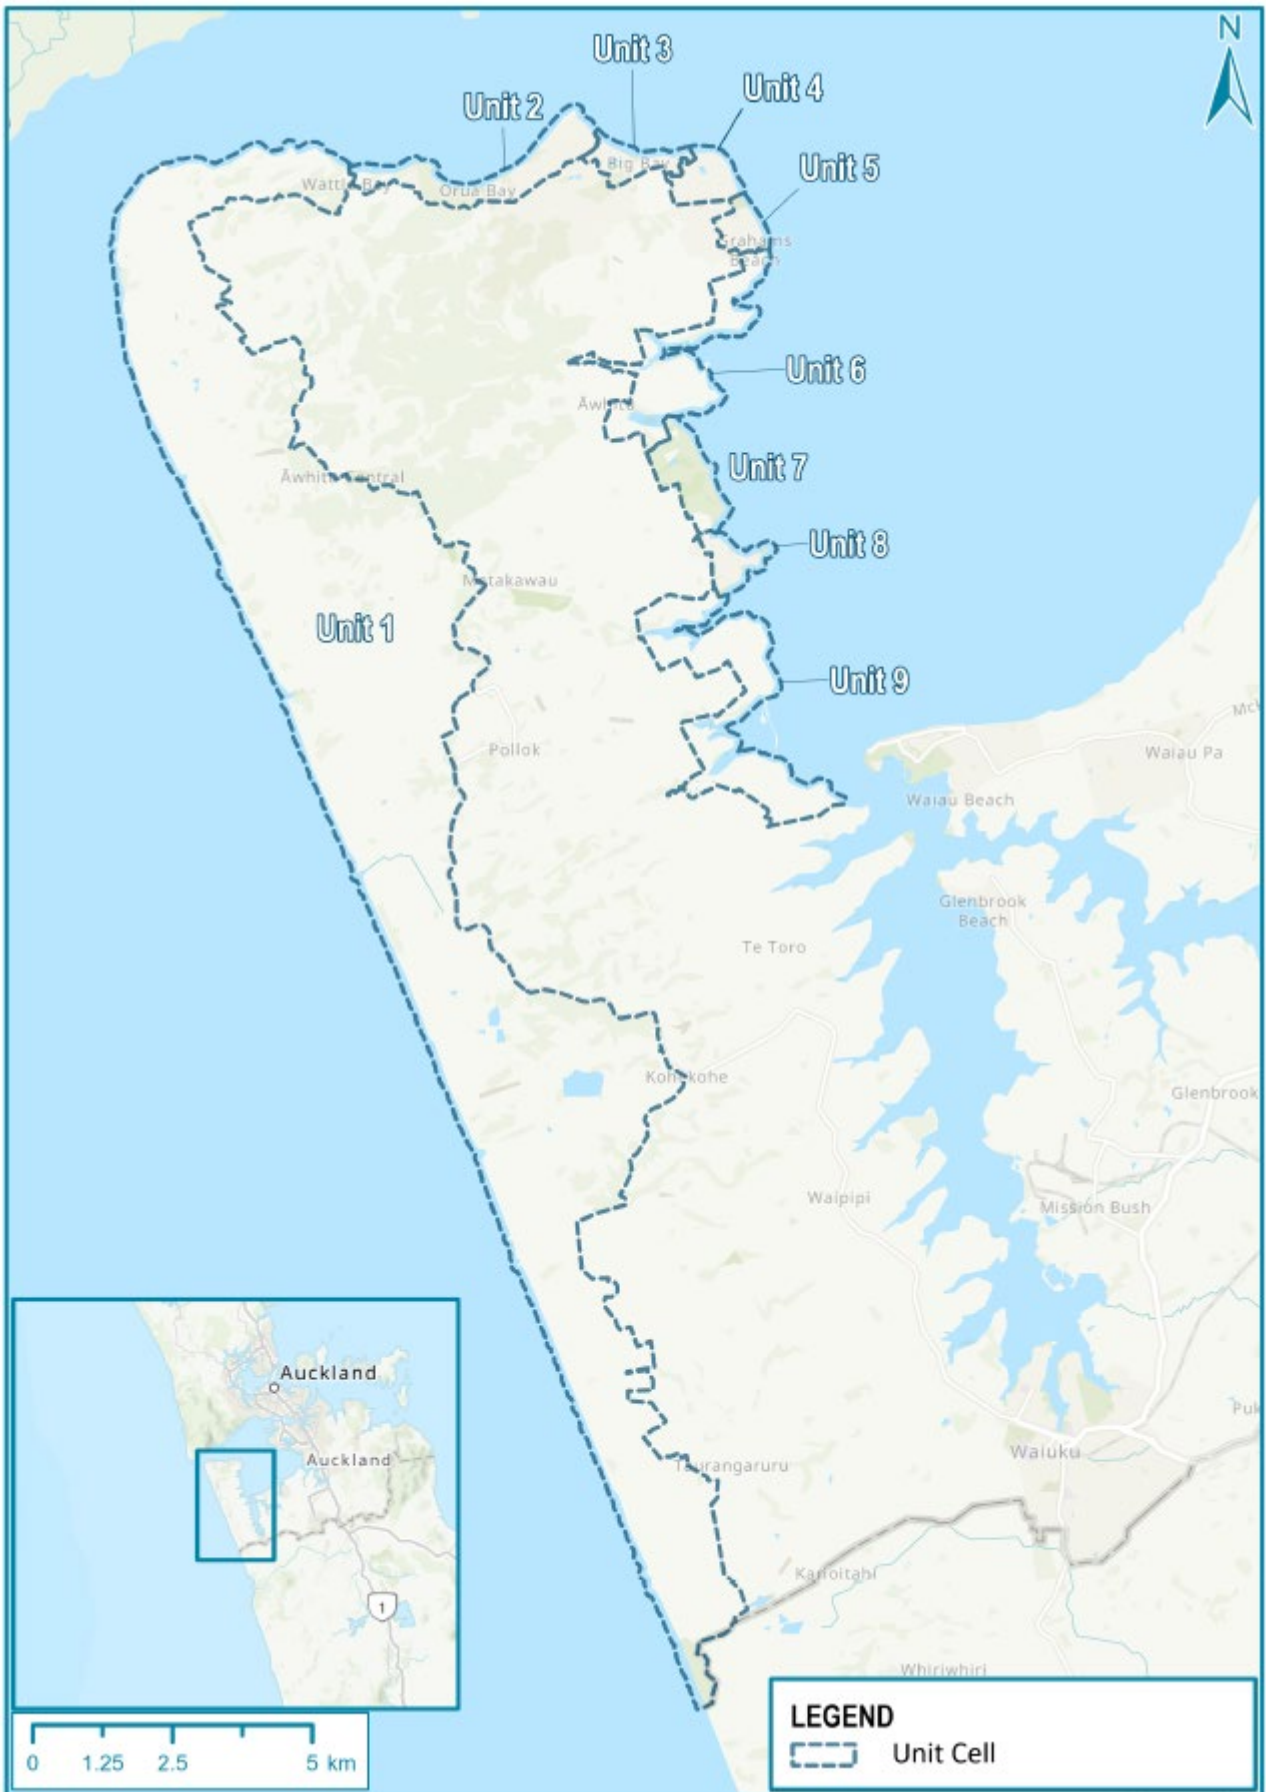 N
Unit 3
Unit 4
Unit 2
Big Bay
Unit 5
Wattle Bay
Orua Bay
Grahams
Beach
Unit 6
Āwhitu
Unit 7
Āwhitu Central
Unit 8
Matakawau
Unit 1
Unit 9
Pollok
Waiau Pa
Waiau Beach
Glenbrook
Beach
Te Toro
Kohekohe
Glenbrook
Waipipi
Mission Bush
Auckland
Auckland
1
Puk
Waiuku
Taurangaruru
Karioitahi
Whiriwhiri
LEGEND
Unit Cell
0 1.25 2.5 5 km